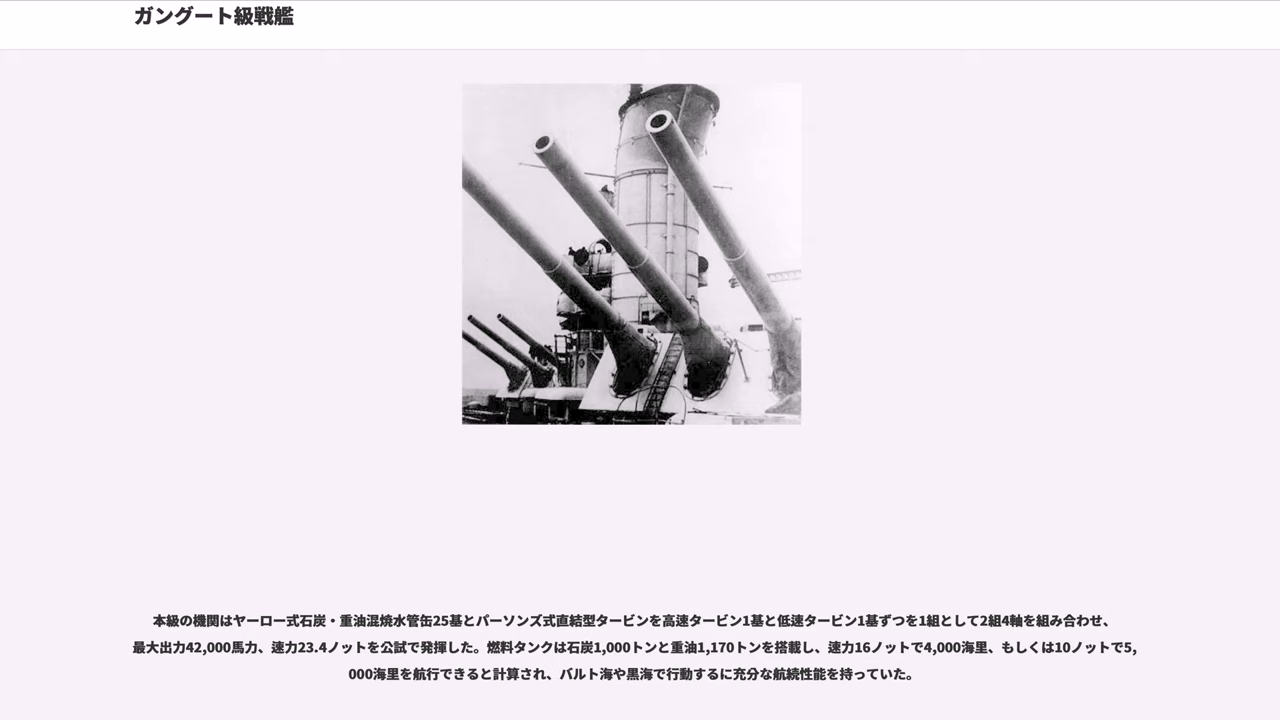 ガングート級戦艦
本級の機関はヤーロー式石炭・重油混焼水管缶25基とパーソンズ式直結型タービンを高速タービン1基と低速タービン1基ずつを1組として2組4軸を組み合わせ、
最大出力42,000馬力、速力23.4ノットを公試で発揮した。燃料タンクは石炭1,000トンと重油1,170トンを搭載し、速力16ノットで4,000海里、もしくは10ノットで5,
000海里を航行できると計算され、バルト海や黒海で行動するに充分な航続性能を持っていた。